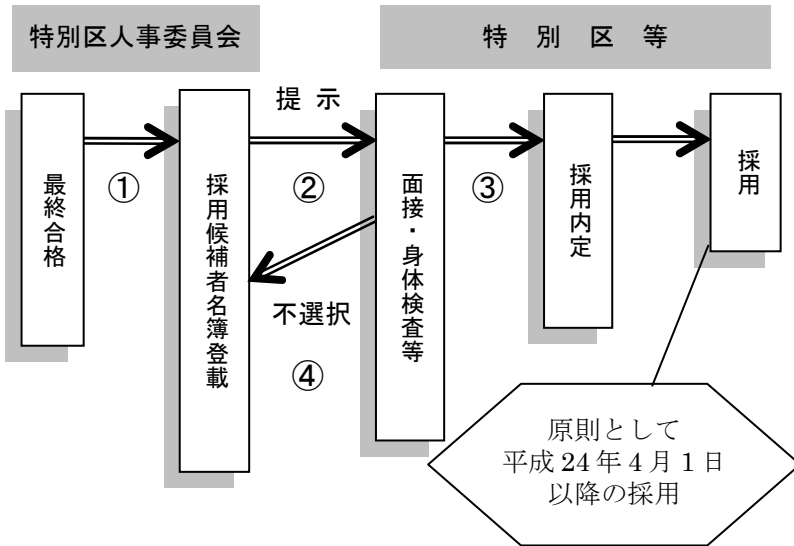 特別区人事委員会
特 別 区 等
最終合格
①
採用候補者名簿登載
提 示
②
不選択
④
面接・身体検査等
③
採用内定
採用
原則として
平成 24 年 4 月 1 日
以降の採用